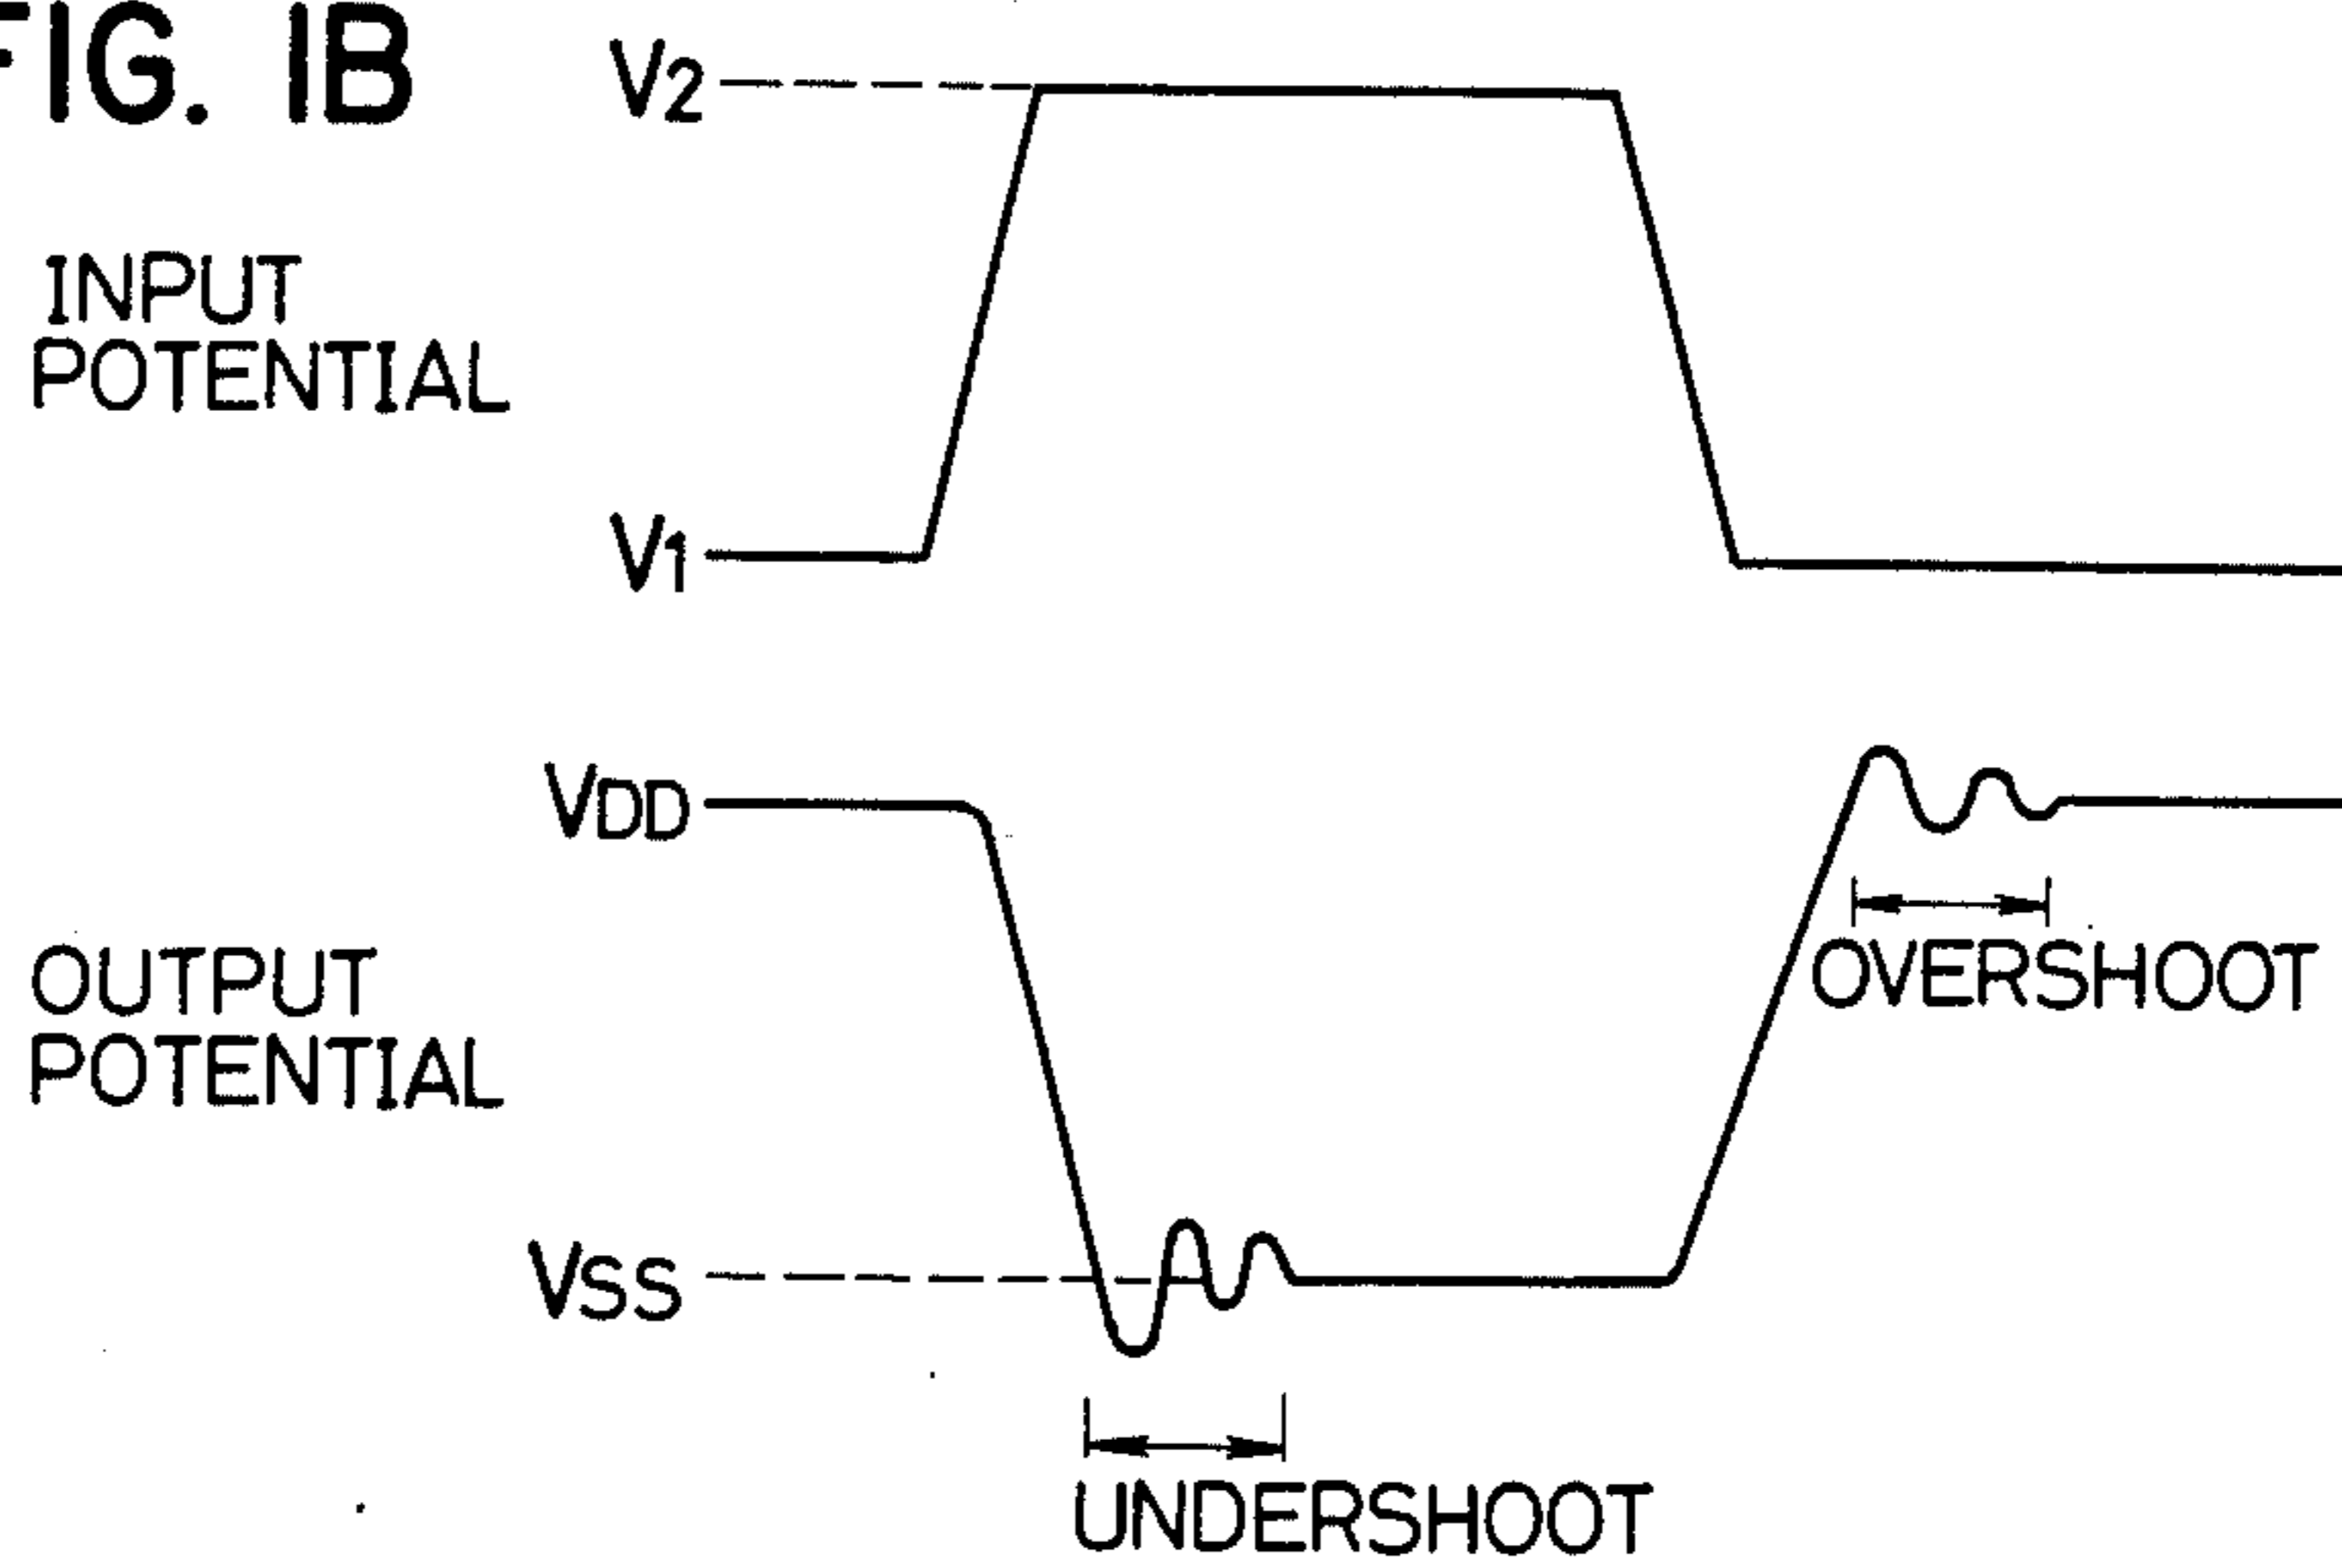 FIG. 1B
V2
INPUT
POTENTIAL
V1
VDD
OVERSHOOT
OUTPUT
POTENTIAL
VSS
UNDERSHOOT